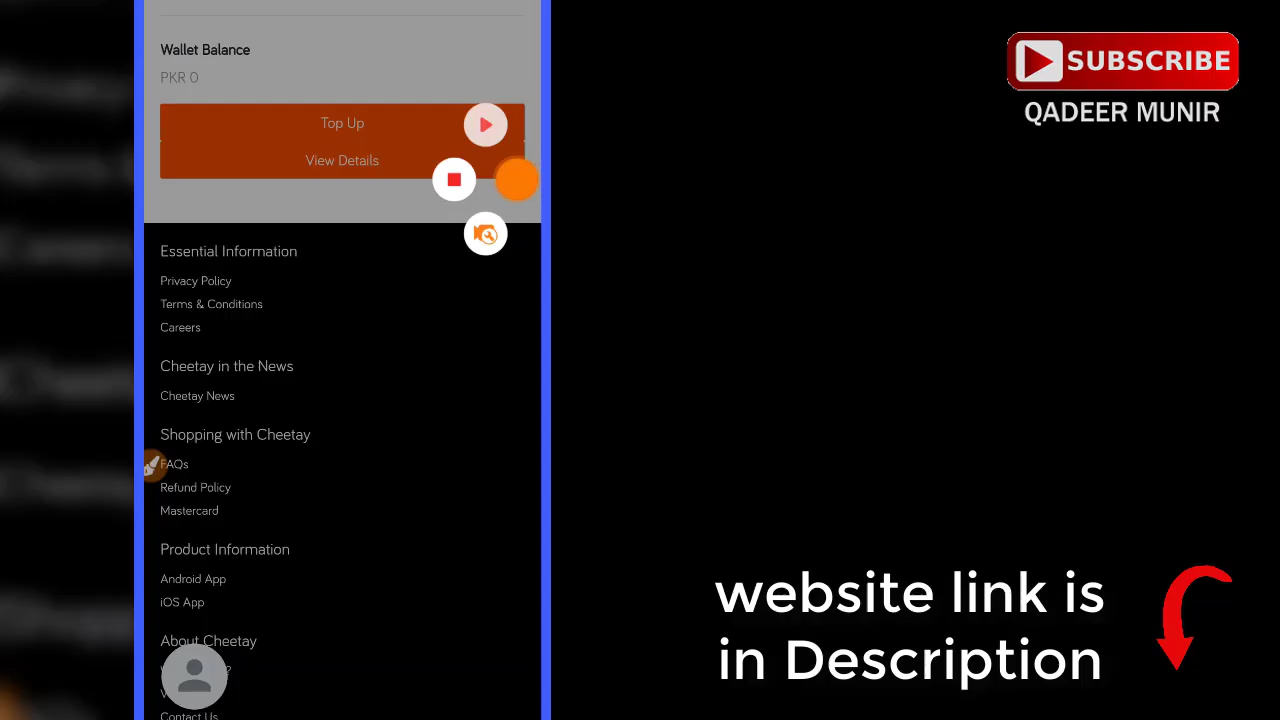 Wallet Balance
PKR 0
Top Up
View Details
Essential Information
Privacy Policy
Terms & Conditions
Careers
Cheetay in the News
Cheetay News
Shopping with Cheetay
FAQs
Refund Policy
Mastercard
Product Information
Android App
iOS App
About Cheetay
Contact Us
SUBSCRIBE
QADEER MUNIR
website link is
in Description